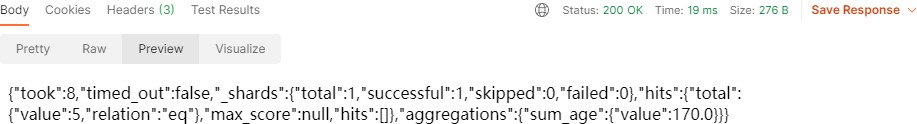 Body Cookies Headers (3) Test Results Status: 200 OK Time: 19 ms Size: 276 B Save Response
Pretty Raw Preview Visualize
{"took":8,"timed_out":false,"_shards":{"total":1,"successful":1,"skipped":0,"failed":0},"hits":{"total":
{"value":5,"relation":"eq"},"max_score":null,"hits":[]},"aggregations":{"sum_age":{"value":170.0}}}